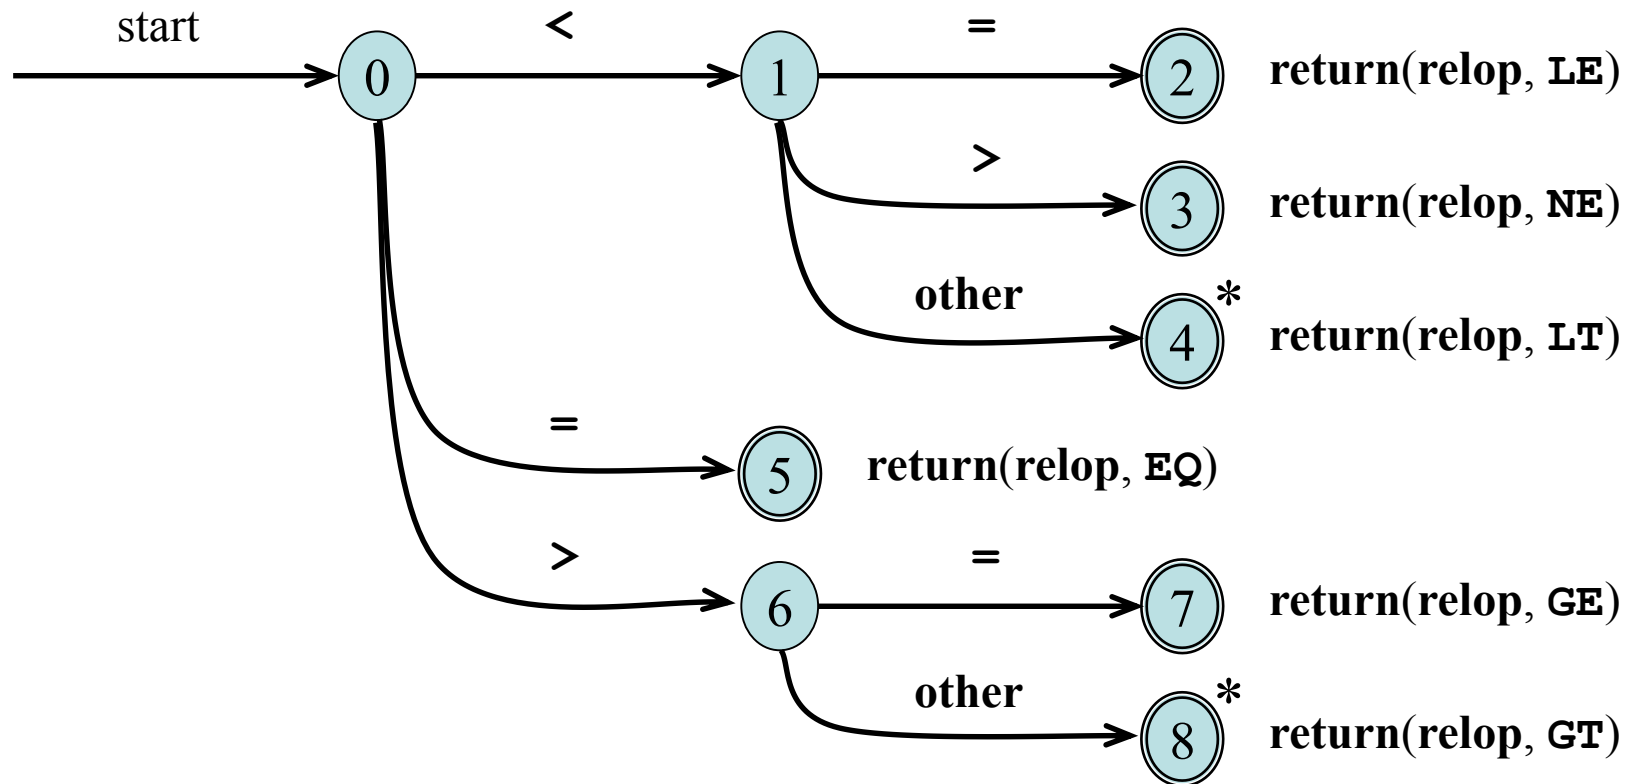 start < =
0 1 2 return(relop, LE)
>
3 return(relop, NE)
other *
4 return(relop, LT)
=
5 return(relop, EQ)
> =
6 7 return(relop, GE)
other *
8 return(relop, GT)